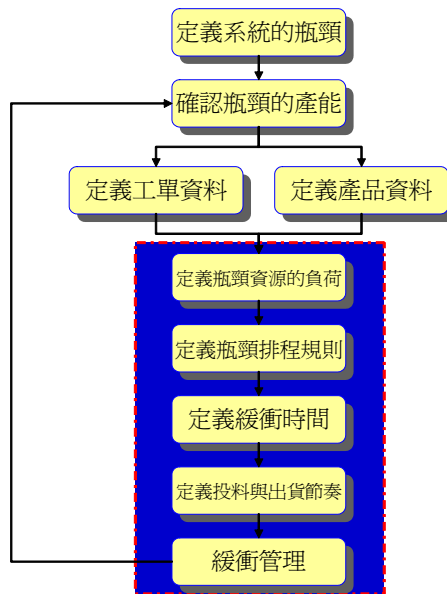 定義系統的瓶頸
確認瓶頸的產能
定義工單資料
定義產品資料
定義瓶頸資源的負荷
定義瓶頸排程規則
定義緩衝時間
定義投料與出貨節奏
緩衝管理